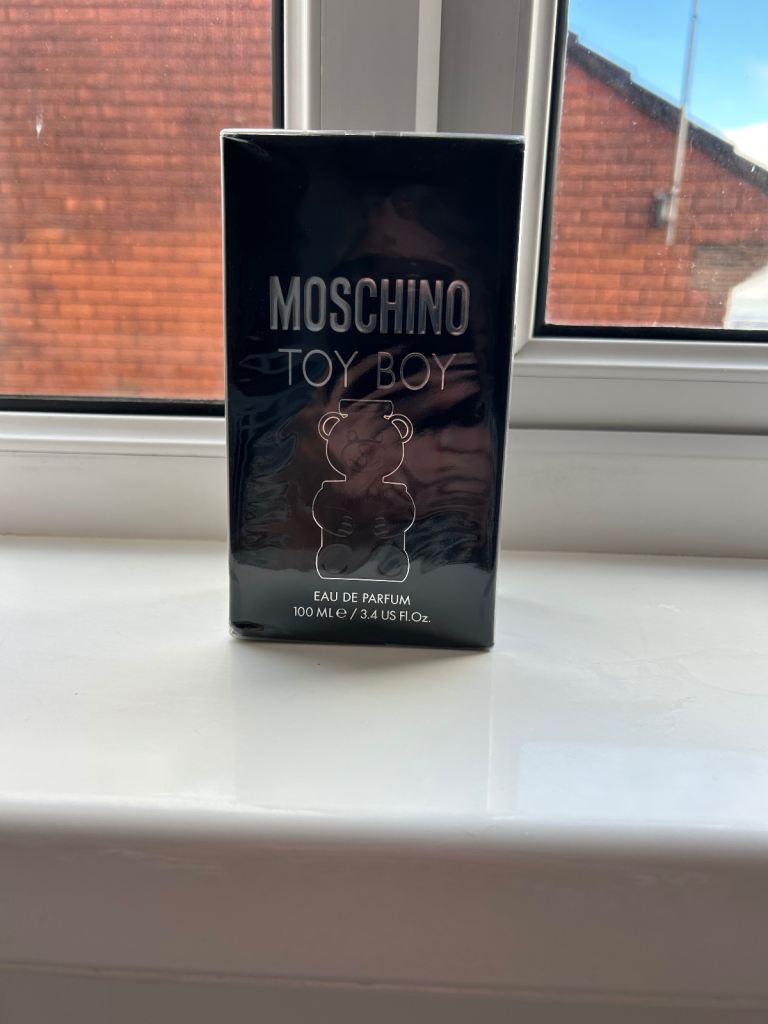 MOSCHINO
TOY BOY
EAU DE PARFUM
100 ML ℮ / 3.4 US Fl.Oz.